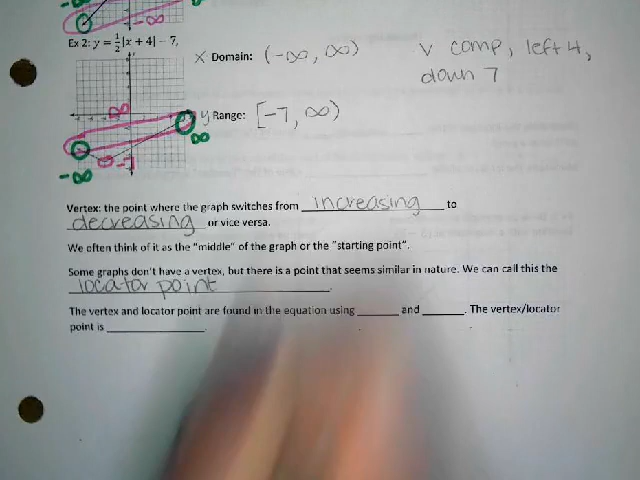 -∞
Ex 2: y = ½|x + 4| − 7,
x Domain: (-∞, ∞)
V comp, left 4,
down 7
∞
y Range: [-7, ∞)
∞
-7
-∞
Vertex: the point where the graph switches from increasing to
decreasing or vice versa.
We often think of it as the "middle" of the graph or the "starting point".
Some graphs don't have a vertex, but there is a point that seems similar in nature. We can call this the
locator point.
The vertex and locator point are found in the equation using ______ and ______. The vertex/locator
point is ______________.